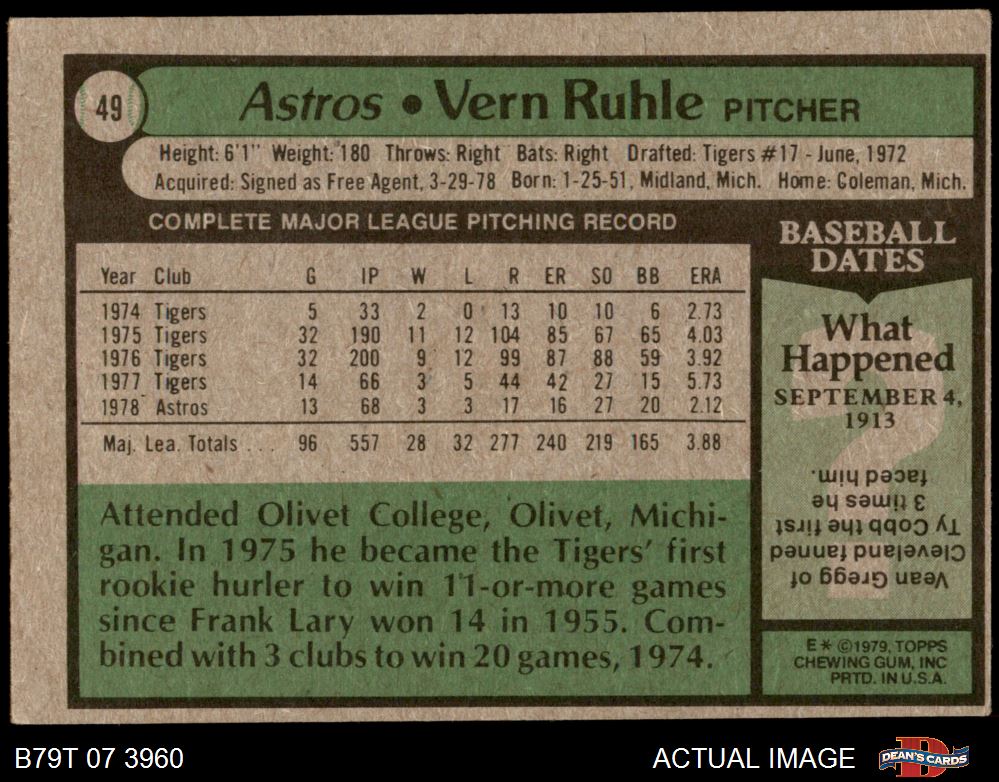 49
Astros • Vern Ruhle PITCHER
Height: 6'1" Weight: 180 Throws: Right Bats: Right Drafted: Tigers #17 - June, 1972
Acquired: Signed as Free Agent, 3-29-78 Born: 1-25-51, Midland, Mich. Home: Coleman, Mich.
COMPLETE MAJOR LEAGUE PITCHING RECORD
Year Club G IP W L R ER SO BB ERA
1974 Tigers 5 33 2 0 13 10 10 6 2.73
1975 Tigers 32 190 11 12 104 85 67 65 4.03
1976 Tigers 32 200 9 12 99 87 88 59 3.92
1977 Tigers 14 66 3 5 44 42 27 15 5.73
1978 Astros 13 68 3 3 17 16 27 20 2.12
Maj. Lea. Totals . . . 96 557 28 32 277 240 219 165 3.88
Attended Olivet College, Olivet, Michi-
gan. In 1975 he became the Tigers' first
rookie hurler to win 11-or-more games
since Frank Lary won 14 in 1955. Com-
bined with 3 clubs to win 20 games, 1974.
BASEBALL
DATES
What
Happened
SEPTEMBER 4,
1913
Vean Gregg of
Cleveland fanned
Ty Cobb the first
3 times he
faced him.
E * ©1979, TOPPS
CHEWING GUM, INC
PRTD. IN U.S.A.
B79T 07 3960
ACTUAL IMAGE
DEAN'S CARDS